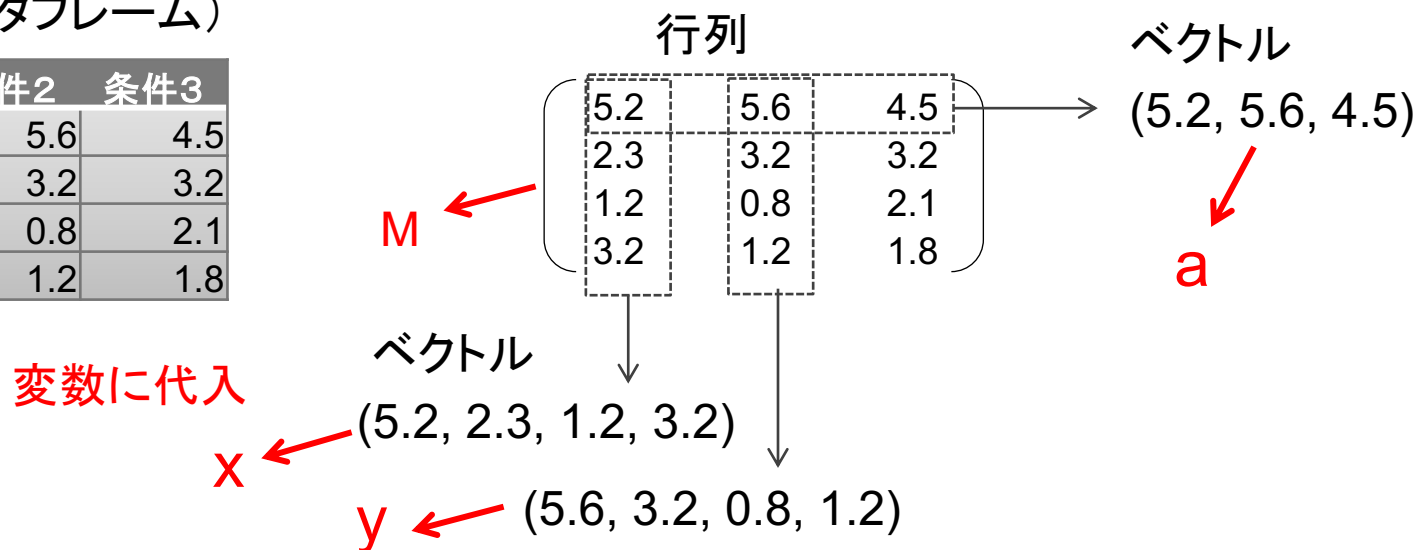 タフレーム）
件2 条件3
5.6 4.5
3.2 3.2
0.8 2.1
1.2 1.8
行列
5.2 5.6 4.5
2.3 3.2 3.2
1.2 0.8 2.1
3.2 1.2 1.8
M
ベクトル
(5.2, 5.6, 4.5)
a
変数に代入
ベクトル
(5.2, 2.3, 1.2, 3.2)
x
(5.6, 3.2, 0.8, 1.2)
y